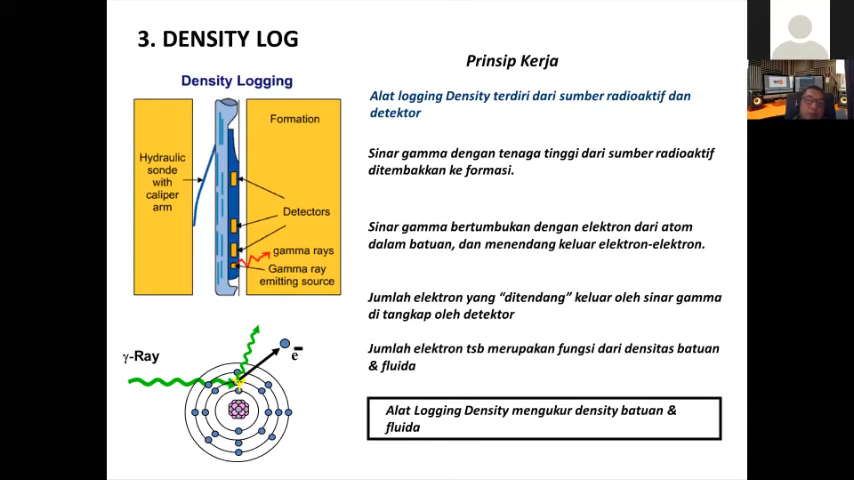 3. DENSITY LOG
Prinsip Kerja
Density Logging
Formation
Hydraulic
sonde
with
caliper
arm
Detectors
gamma rays
Gamma ray
emitting source
γ-Ray
e
Alat logging Density terdiri dari sumber radioaktif dan
detektor
Sinar gamma dengan tenaga tinggi dari sumber radioaktif
ditembakkan ke formasi.
Sinar gamma bertumbukan dengan elektron dari atom
dalam batuan, dan menendang keluar elektron-elektron.
Jumlah elektron yang “ditendang” keluar oleh sinar gamma
di tangkap oleh detektor
Jumlah elektron tsb merupakan fungsi dari densitas batuan
& fluida
Alat Logging Density mengukur density batuan &
fluida